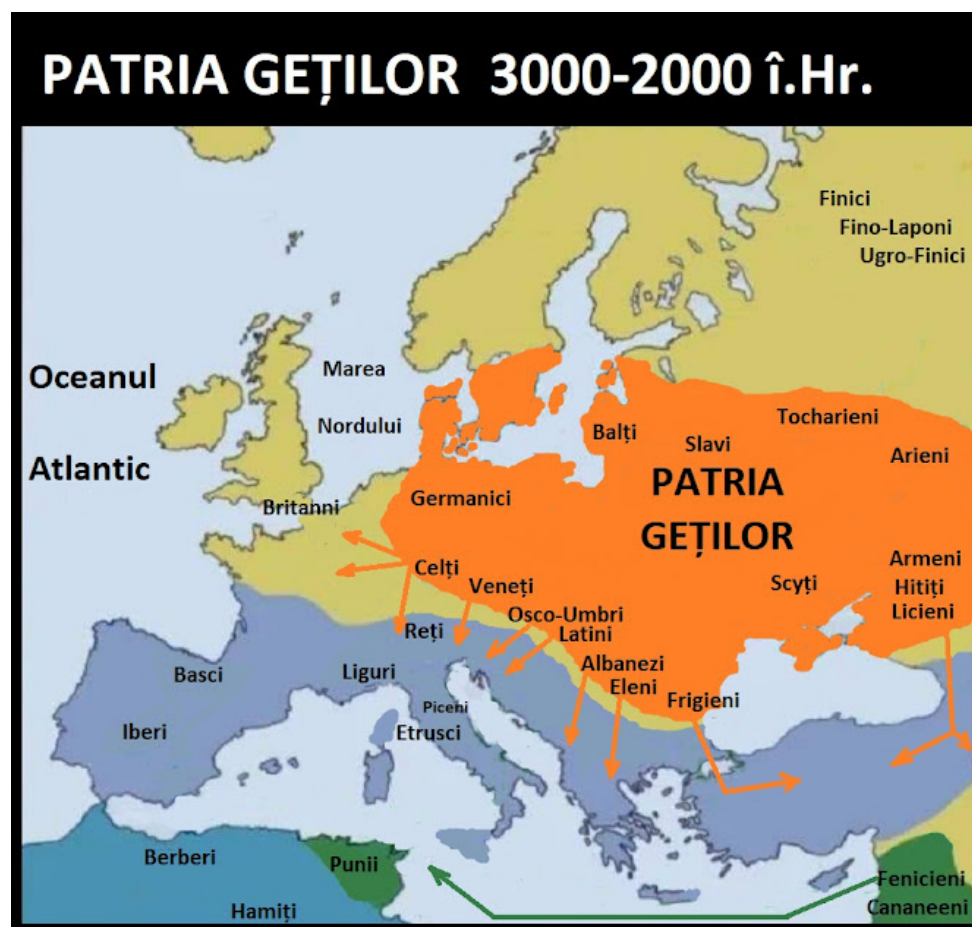 PATRIA GEȚILOR 3000-2000 î.Hr.
Finici
Fino-Laponi
Ugro-Finici
Oceanul
Atlantic
Marea
Nordului
Britanni
Germanici
Balți
Slavi
Tocharieni
Arieni
PATRIA
GEȚILOR
Celți
Veneți
Osco-Umbri
Latini
Scyți
Armeni
Hitiți
Licieni
Reți
Albanezi
Eleni
Frigieni
Basci
Liguri
Iberi
Piceni
Etrusci
Berberi
Punii
Hamiți
Fenicieni
Cananeeni